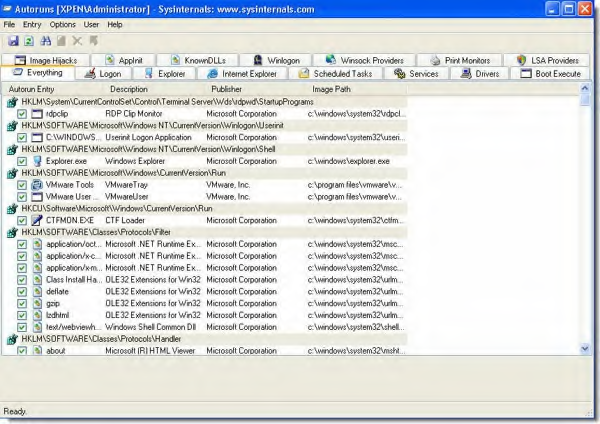 Autoruns [XPEN\Administrator] - Sysinternals: www.sysinternals.com
File Entry Options User Help
Image Hijacks AppInit KnownDLLs Winlogon Winsock Providers Print Monitors LSA Providers
Everything Logon Explorer Internet Explorer Scheduled Tasks Services Drivers Boot Execute
Autorun Entry Description Publisher Image Path
HKLM\System\CurrentControlSet\Control\Terminal Server\Wds\rdpwd\StartupPrograms
rdpclip RDP Clip Monitor Microsoft Corporation c:\windows\system32\rdpcl...
HKLM\SOFTWARE\Microsoft\Windows NT\CurrentVersion\Winlogon\Userinit
C:\WINDOWS... Userinit Logon Application Microsoft Corporation c:\windows\system32\useri...
HKLM\SOFTWARE\Microsoft\Windows NT\CurrentVersion\Winlogon\Shell
Explorer.exe Windows Explorer Microsoft Corporation c:\windows\explorer.exe
HKLM\SOFTWARE\Microsoft\Windows\CurrentVersion\Run
VMware Tools VMwareTray VMware, Inc. c:\program files\vmware\v...
VMware User ... VMwareUser VMware, Inc. c:\program files\vmware\v...
HKCU\Software\Microsoft\Windows\CurrentVersion\Run
CTFMON.EXE CTF Loader Microsoft Corporation c:\windows\system32\ctfm...
HKLM\SOFTWARE\Classes\Protocols\Filter
application/oct... Microsoft .NET Runtime Ex... Microsoft Corporation c:\windows\system32\msc...
application/x-c... Microsoft .NET Runtime Ex... Microsoft Corporation c:\windows\system32\msc...
application/x-m... Microsoft .NET Runtime Ex... Microsoft Corporation c:\windows\system32\msc...
Class Install Ha... OLE32 Extensions for Win32 Microsoft Corporation c:\windows\system32\urlm...
deflate OLE32 Extensions for Win32 Microsoft Corporation c:\windows\system32\urlm...
gzip OLE32 Extensions for Win32 Microsoft Corporation c:\windows\system32\urlm...
lzdhtml OLE32 Extensions for Win32 Microsoft Corporation c:\windows\system32\urlm...
text/webviewh... Windows Shell Common Dll Microsoft Corporation c:\windows\system32\shell...
HKLM\SOFTWARE\Classes\Protocols\Handler
about Microsoft (R) HTML Viewer Microsoft Corporation c:\windows\system32\mshl...
Ready.